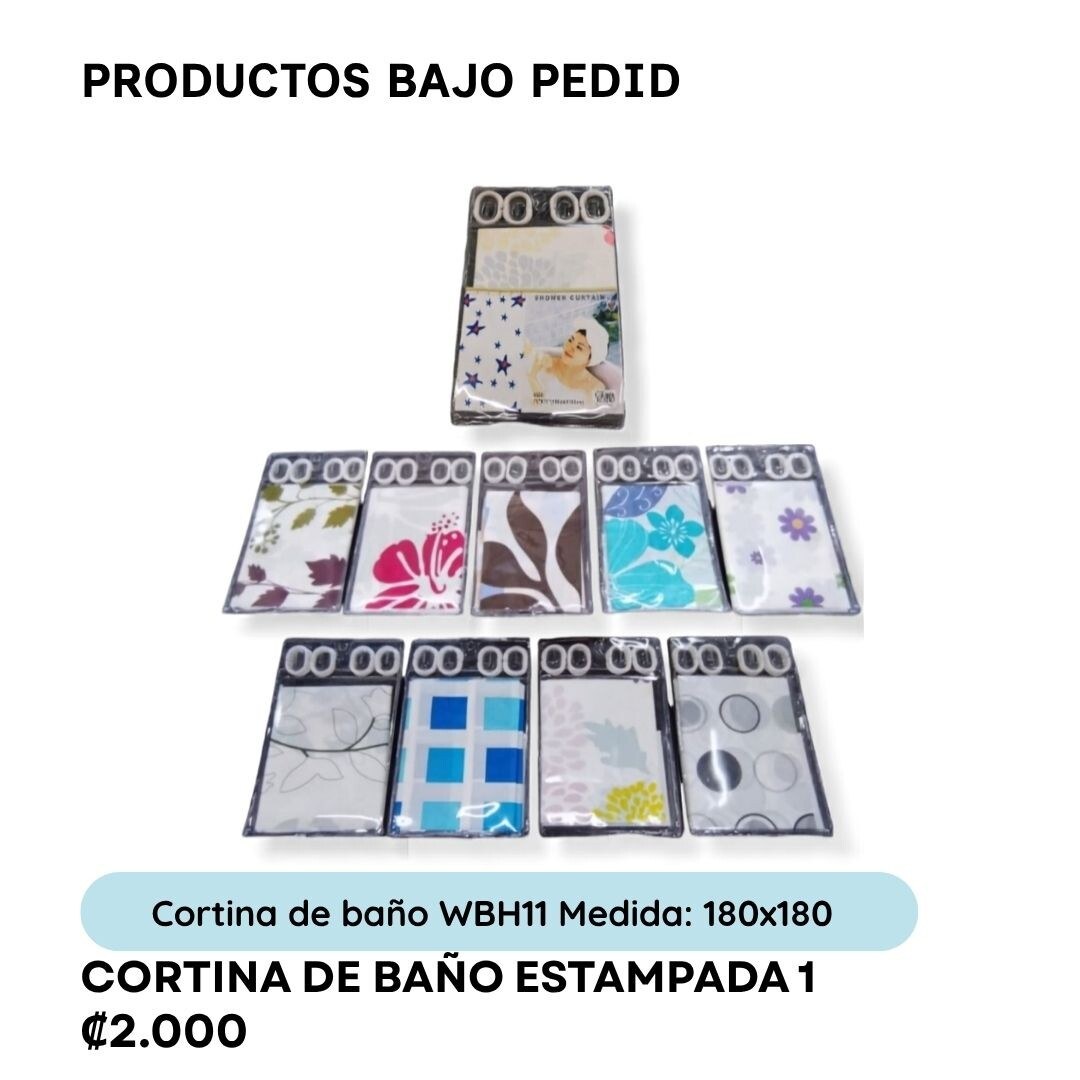 PRODUCTOS BAJO PEDID
SHOWER CURTAIN
Cortina de baño WBH11 Medida: 180x180
CORTINA DE BAÑO ESTAMPADA 1
₡2.000